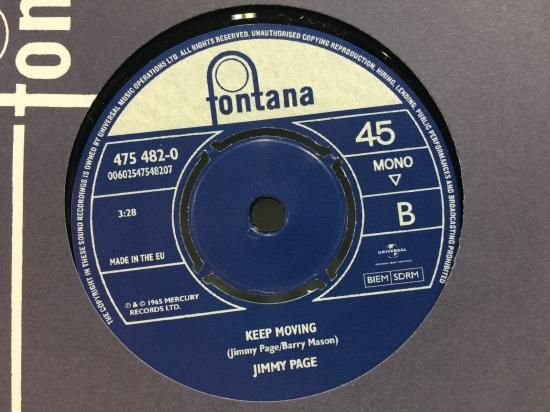 fon
THE COPYRIGHT IN THESE SOUND RECORDINGS IS OWNED BY UNIVERSAL MUSIC OPERATIONS LTD. ALL RIGHTS RESERVED. UNAUTHORISED COPYING, REPRODUCTION, HIRING, LENDING, PUBLIC PERFORMANCES AND BROADCASTING PROHIBITED.
fontana
475 482-0
00602547548207
45
MONO
3:28
B
MADE IN THE EU
UNIVERSAL
BIEM SDRM
℗ & © 1965 MERCURY
RECORDS LTD.
KEEP MOVING
(Jimmy Page/Barry Mason)
JIMMY PAGE